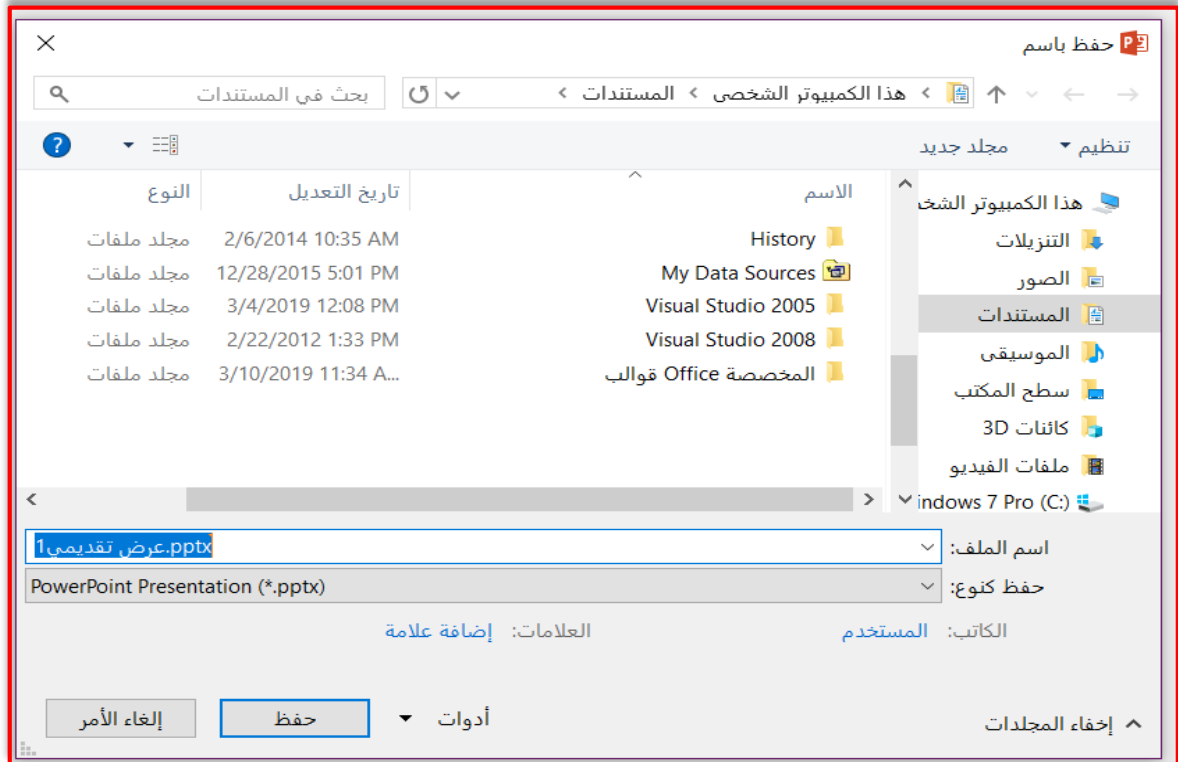 حفظ باسم
هذا الكمبيوتر الشخصي > المستندات >
بحث في المستندات
تنظيم
مجلد جديد
?
هذا الكمبيوتر الشخص
التنزيلات
الصور
المستندات
الموسيقى
سطح المكتب
كائنات 3D
ملفات الفيديو
indows 7 Pro (C:)
الاسم تاريخ التعديل النوع
History 2/6/2014 10:35 AM مجلد ملفات
My Data Sources 12/28/2015 5:01 PM مجلد ملفات
Visual Studio 2005 3/4/2019 12:08 PM مجلد ملفات
Visual Studio 2008 2/22/2012 1:33 PM مجلد ملفات
المخصصة Office قوالب 3/10/2019 11:34 A... مجلد ملفات
اسم الملف: عرض تقديمي1.pptx
حفظ كنوع: PowerPoint Presentation (*.pptx)
الكاتب: المستخدم العلامات: إضافة علامة
إخفاء المجلدات
أدوات
حفظ
إلغاء الأمر